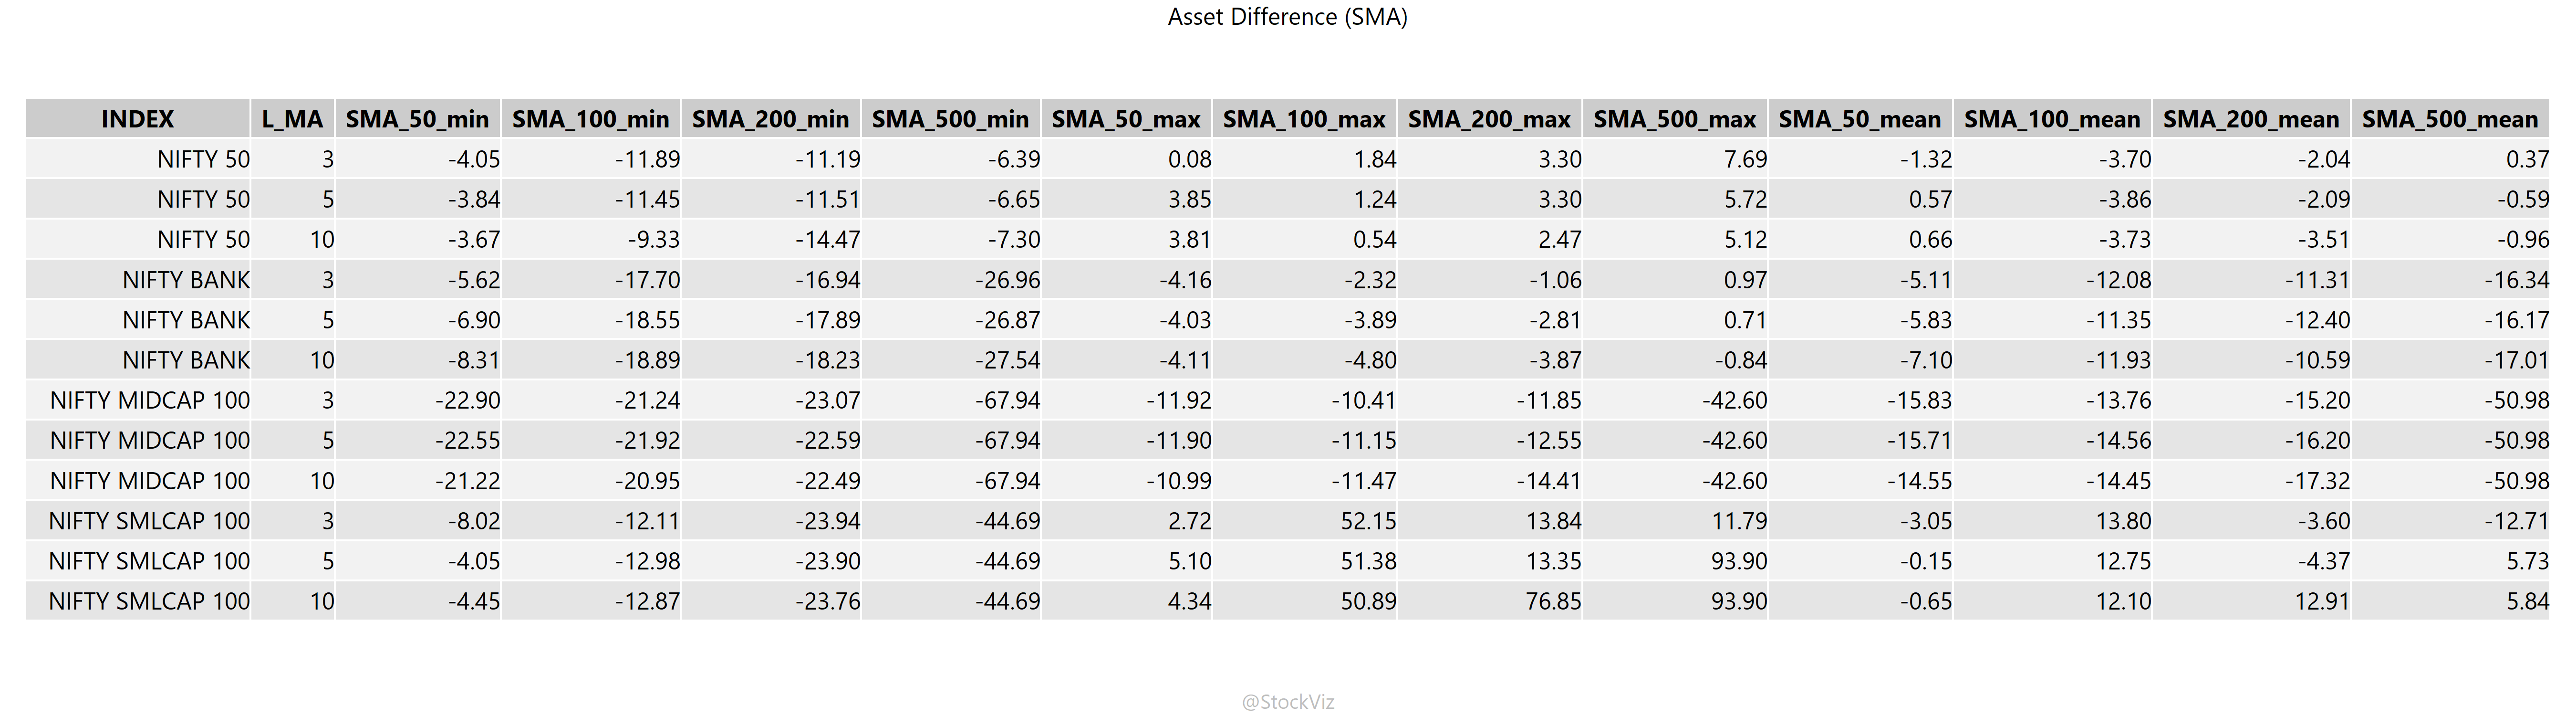 Asset Difference (SMA)
INDEX L_MA SMA_50_min SMA_100_min SMA_200_min SMA_500_min SMA_50_max SMA_100_max SMA_200_max SMA_500_max SMA_50_mean SMA_100_mean SMA_200_mean SMA_500_mean
NIFTY 50 3 -4.05 -11.89 -11.19 -6.39 0.08 1.84 3.30 7.69 -1.32 -3.70 -2.04 0.37
NIFTY 50 5 -3.84 -11.45 -11.51 -6.65 3.85 1.24 3.30 5.72 0.57 -3.86 -2.09 -0.59
NIFTY 50 10 -3.67 -9.33 -14.47 -7.30 3.81 0.54 2.47 5.12 0.66 -3.73 -3.51 -0.96
NIFTY BANK 3 -5.62 -17.70 -16.94 -26.96 -4.16 -2.32 -1.06 0.97 -5.11 -12.08 -11.31 -16.34
NIFTY BANK 5 -6.90 -18.55 -17.89 -26.87 -4.03 -3.89 -2.81 0.71 -5.83 -11.35 -12.40 -16.17
NIFTY BANK 10 -8.31 -18.89 -18.23 -27.54 -4.11 -4.80 -3.87 -0.84 -7.10 -11.93 -10.59 -17.01
NIFTY MIDCAP 100 3 -22.90 -21.24 -23.07 -67.94 -11.92 -10.41 -11.85 -42.60 -15.83 -13.76 -15.20 -50.98
NIFTY MIDCAP 100 5 -22.55 -21.92 -22.59 -67.94 -11.90 -11.15 -12.55 -42.60 -15.71 -14.56 -16.20 -50.98
NIFTY MIDCAP 100 10 -21.22 -20.95 -22.49 -67.94 -10.99 -11.47 -14.41 -42.60 -14.55 -14.45 -17.32 -50.98
NIFTY SMLCAP 100 3 -8.02 -12.11 -23.94 -44.69 2.72 52.15 13.84 11.79 -3.05 13.80 -3.60 -12.71
NIFTY SMLCAP 100 5 -4.05 -12.98 -23.90 -44.69 5.10 51.38 13.35 93.90 -0.15 12.75 -4.37 5.73
NIFTY SMLCAP 100 10 -4.45 -12.87 -23.76 -44.69 4.34 50.89 76.85 93.90 -0.65 12.10 12.91 5.84
@StockViz